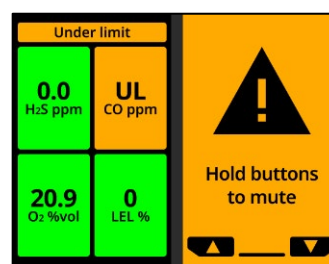 Under limit
0.0
H₂S ppm
UL
CO ppm
20.9
O₂ %vol
0
LEL %
!
Hold buttons
to mute